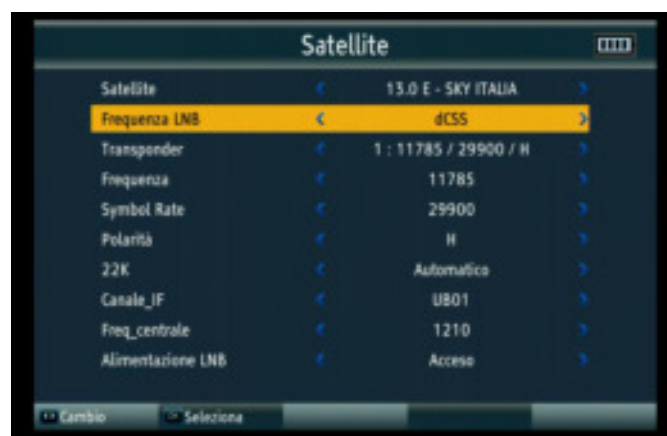 Satellite
Satellite 13.0 E - SKY ITALIA
Frequenza LNB dCSS
Transponder 1 : 11785 / 29900 / H
Frequenza 11785
Symbol Rate 29900
Polarità H
22K Automatico
Canale_IF UB01
Freq_centrale 1210
Alimentazione LNB Acceso
Cambio Seleziona